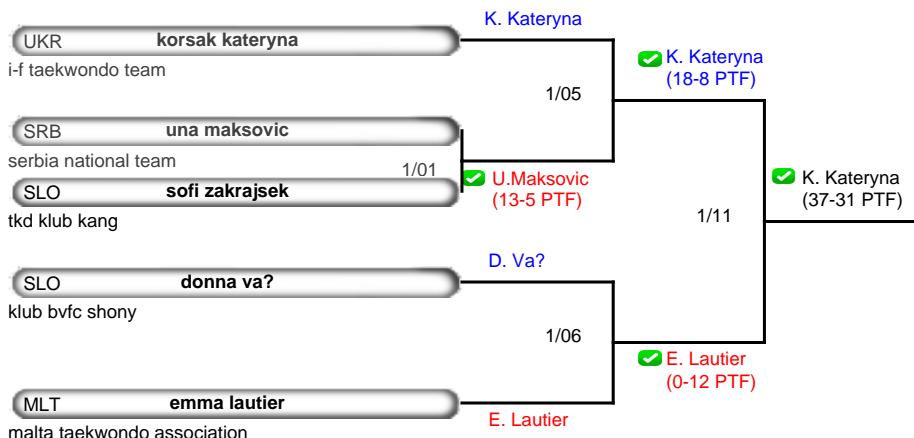 K. Kateryna
UKR korsak kateryna
i-f taekwondo team
K. Kateryna
(18-8 PTF)
1/05
SRB una maksovic
serbia national team
1/01
U.Maksovic
(13-5 PTF)
SLO sofi zakrajsek
tkd klub kang
K. Kateryna
(37-31 PTF)
1/11
D. Va?
SLO donna va?
klub bvfc shony
1/06
E. Lautier
(0-12 PTF)
MLT emma lautier
E. Lautier
malta taekwondo association